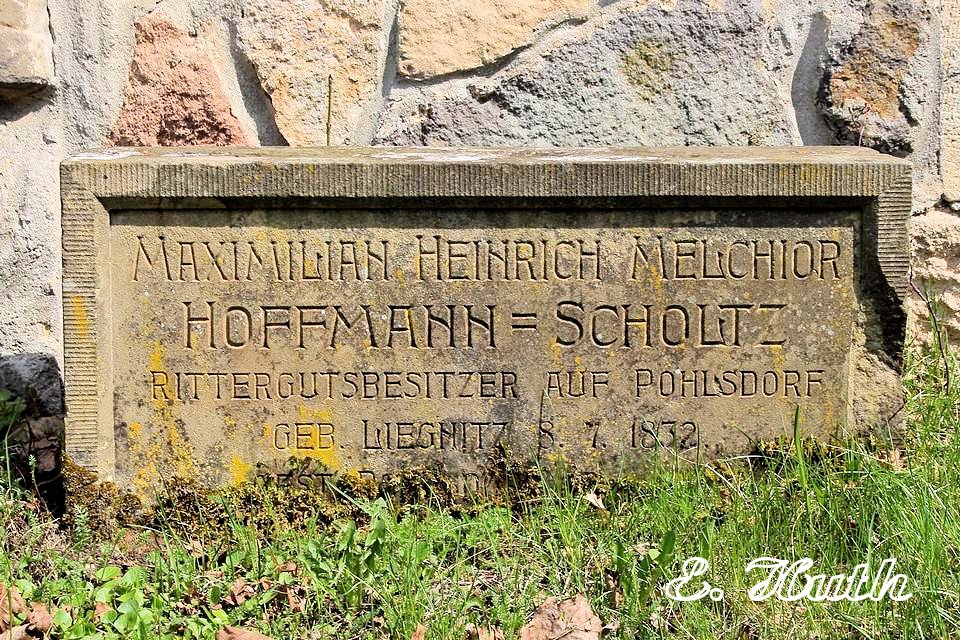 MAXIMILIAN HEINRICH MELCHIOR
HOFFMANN=SCHOLTZ
RITTERGUTSBESITZER AUF POHLSDORF
GEB. LIEGNITZ 8. 7. 1832.
E. Huth